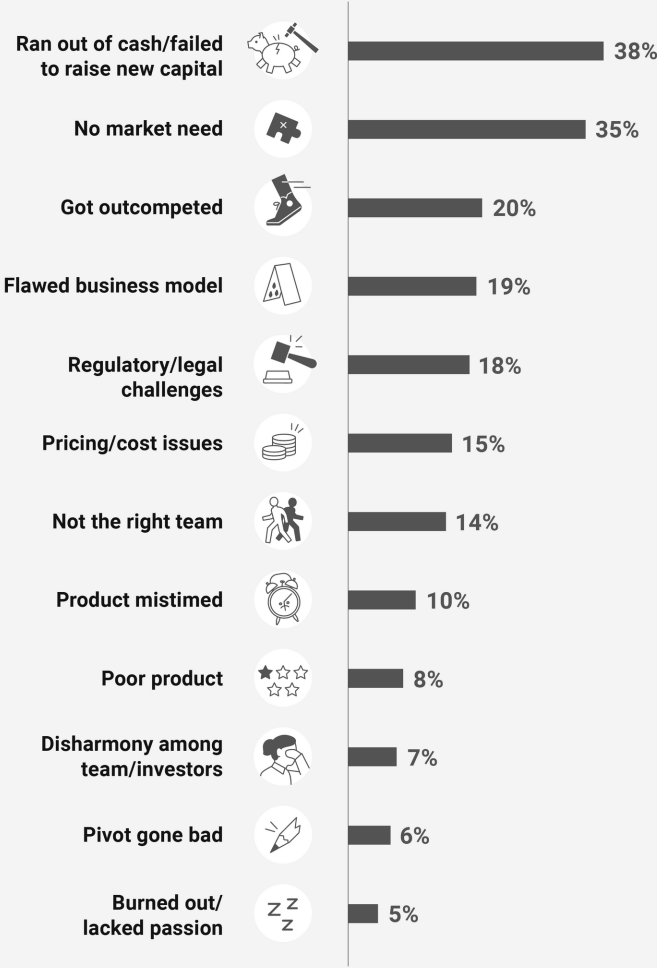 Ran out of cash/failed
to raise new capital
38%
No market need
35%
Got outcompeted
20%
Flawed business model
19%
Regulatory/legal
challenges
18%
Pricing/cost issues
15%
Not the right team
14%
Product mistimed
10%
Poor product
8%
Disharmony among
team/investors
7%
Pivot gone bad
6%
Burned out/
lacked passion
z z
z
5%